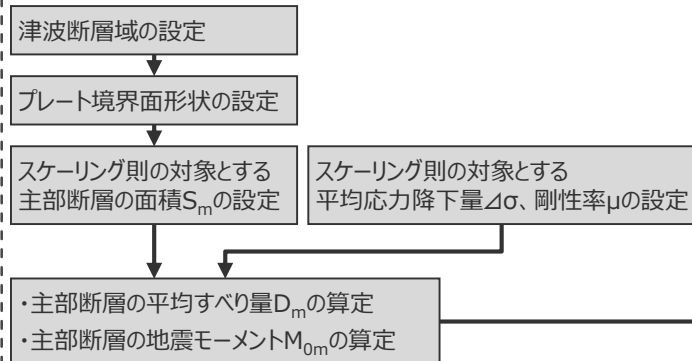 津波断層域の設定
プレート境界面形状の設定
スケーリング則の対象とする
主部断層の面積Smの設定
スケーリング則の対象とする
平均応力降下量⊿σ、剛性率μの設定
・主部断層の平均すべり量Dmの算定
・主部断層の地震モーメントM0mの算定